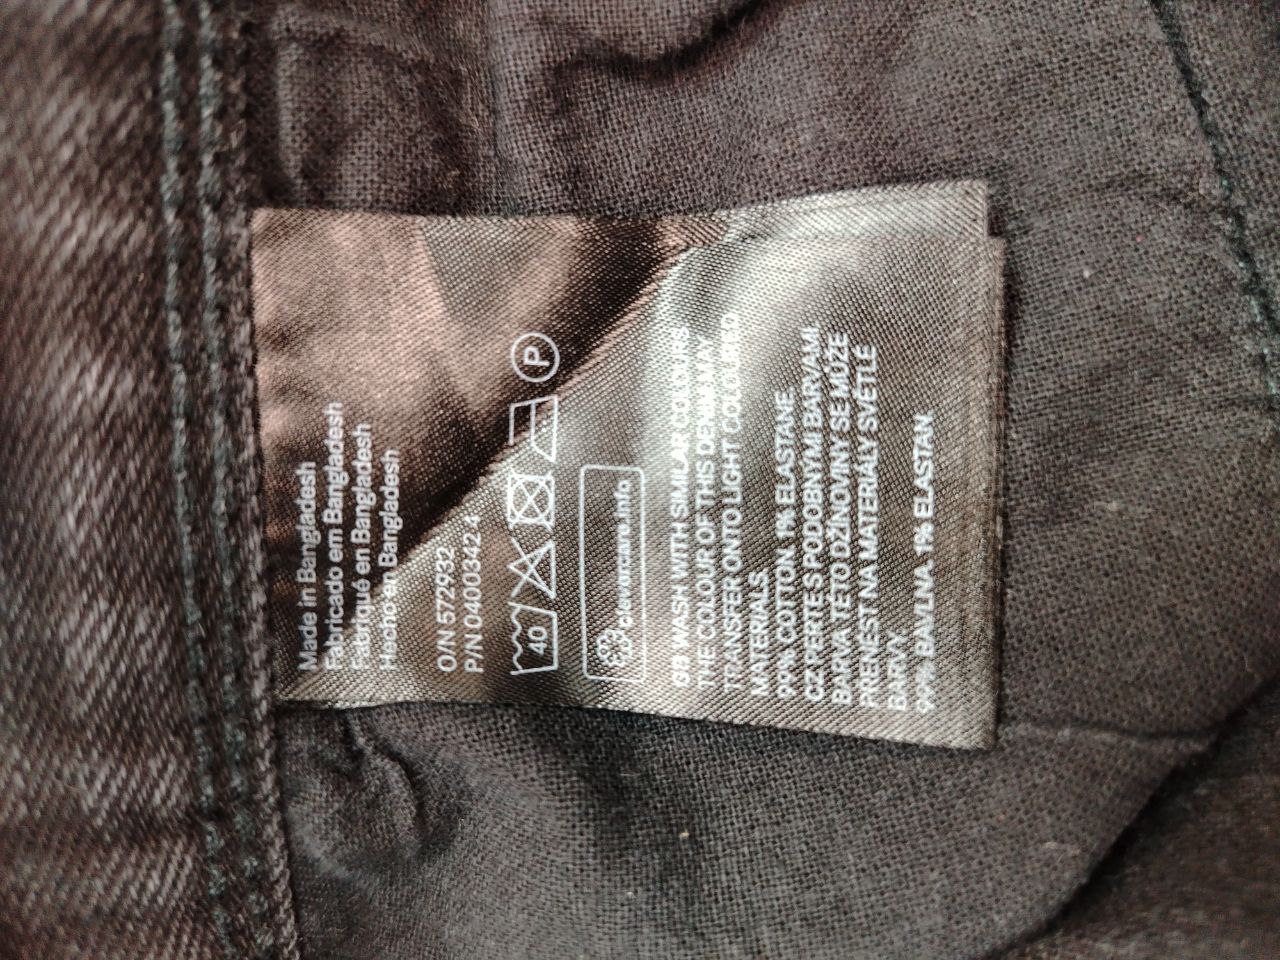 Made in Bangladesh
Fabricado em Bangladesh
Fabriqué en Bangladesh
Hecho en Bangladesh
O/N 572932
P/N 0400342 4
40
P
clevercare.info
GB WASH WITH SIMILAR COLOURS
THE COLOUR OF THIS DENIM MAY
TRANSFER ONTO LIGHT COLOURED
MATERIALS.
99% COTTON. 1% ELASTANE
CZ PERTE S PODOBNÝMI BARVAMI
BARVA TÉTO DŽÍNOVINY SE MŮŽE
PŘENÉST NA MATERIÁLY SVĚTLÉ
BARVY.
99% BAVLNA. 1% ELASTAN